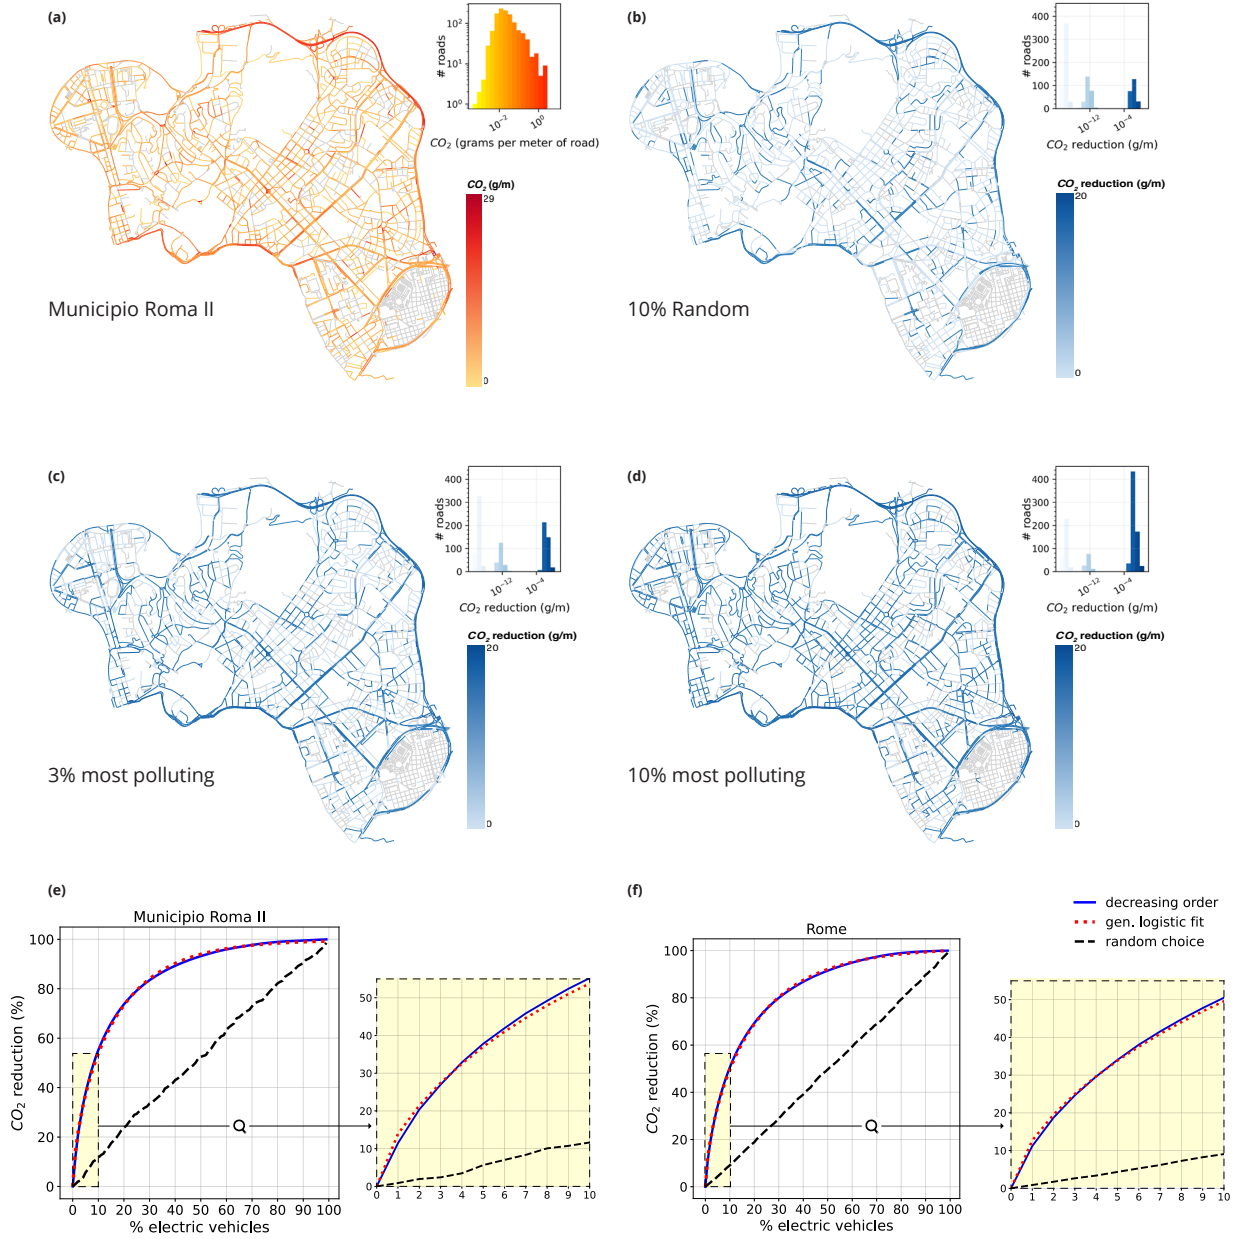 (a)
# roads
10²
10¹
10⁰
10⁻² 10⁰
CO₂ (grams per meter of road)
CO₂ (g/m)
29
0
Municipio Roma II
(b)
# roads
400
300
200
100
0
10⁻¹² 10⁻⁴
CO₂ reduction (g/m)
CO₂ reduction (g/m)
20
0
10% Random
(c)
# roads
400
300
200
100
0
10⁻¹² 10⁻⁴
CO₂ reduction (g/m)
CO₂ reduction (g/m)
20
0
3% most polluting
(d)
# roads
400
300
200
100
0
10⁻¹² 10⁻⁴
CO₂ reduction (g/m)
CO₂ reduction (g/m)
20
0
10% most polluting
(e)
Municipio Roma II
CO₂ reduction (%)
100
80
60
40
20
0
0 10 20 30 40 50 60 70 80 90 100
% electric vehicles
50
40
30
20
10
0
0 1 2 3 4 5 6 7 8 9 10
(f)
Rome
CO₂ reduction (%)
100
80
60
40
20
0
0 10 20 30 40 50 60 70 80 90 100
% electric vehicles
50
40
30
20
10
0
0 1 2 3 4 5 6 7 8 9 10
decreasing order
gen. logistic fit
random choice